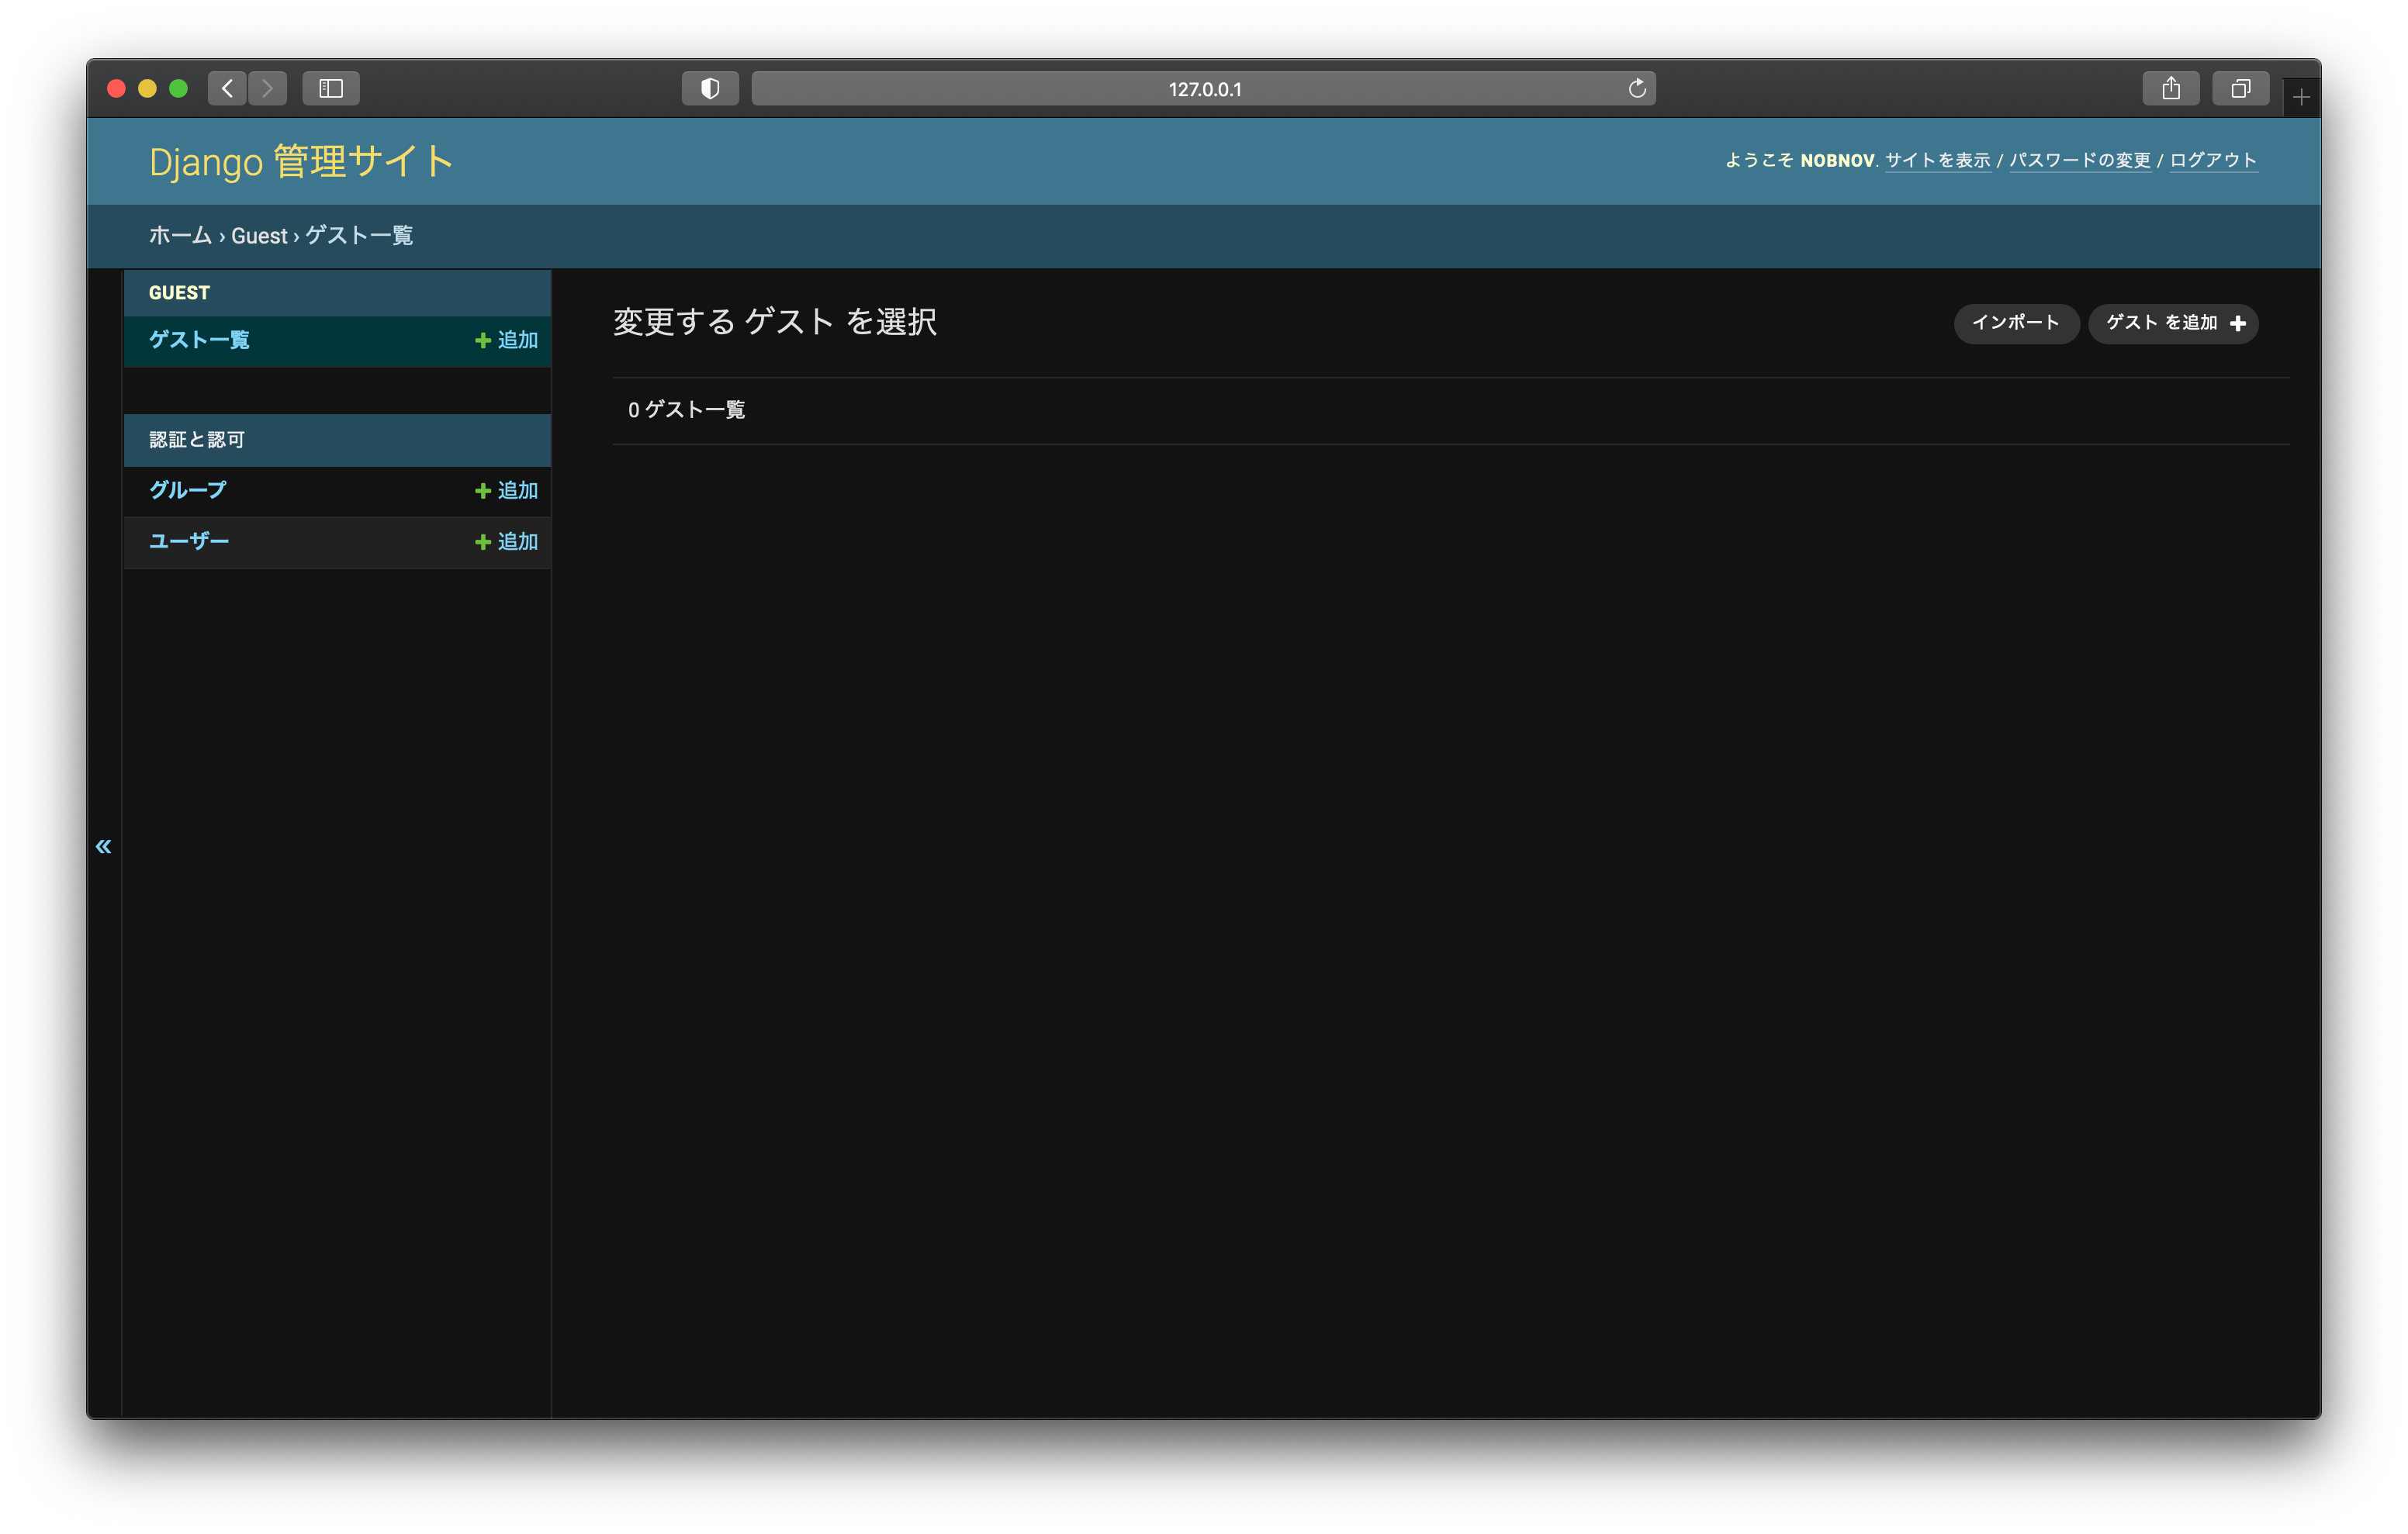 127.0.0.1
Django 管理サイト
ようこそ NOBNOV. サイトを表示 / パスワードの変更 / ログアウト
ホーム › Guest › ゲスト一覧
GUEST
ゲスト一覧 追加
認証と認可
グループ 追加
ユーザー 追加
変更する ゲスト を選択
インポート
ゲスト を追加
0 ゲスト一覧
«